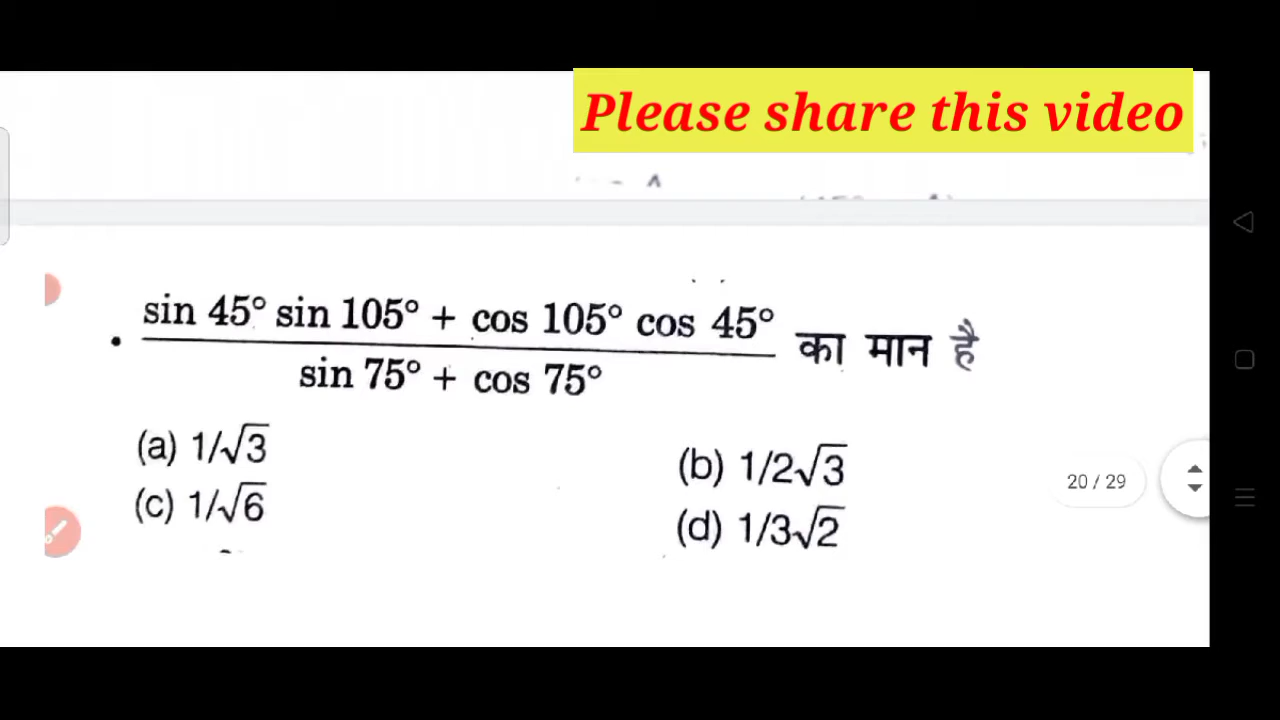 Please share this video
. sin 45° sin 105° + cos 105° cos 45°
sin 75° + cos 75°
का मान है
(a) 1/√3
(b) 1/2√3
(c) 1/√6
(d) 1/3√2
20 / 29